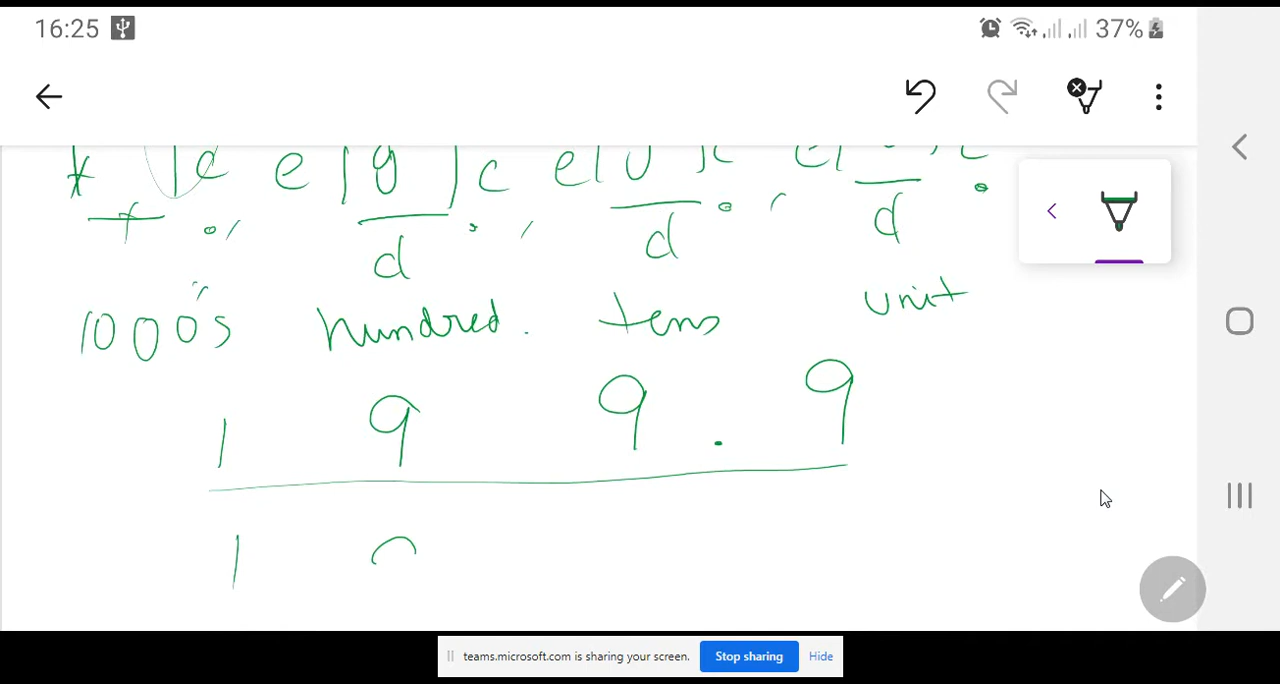 16:25 37%
k e e g c e c e
T d d d
1000's hundred. tens unit
1 9 9 . 9
1
teams.microsoft.com is sharing your screen. Stop sharing Hide